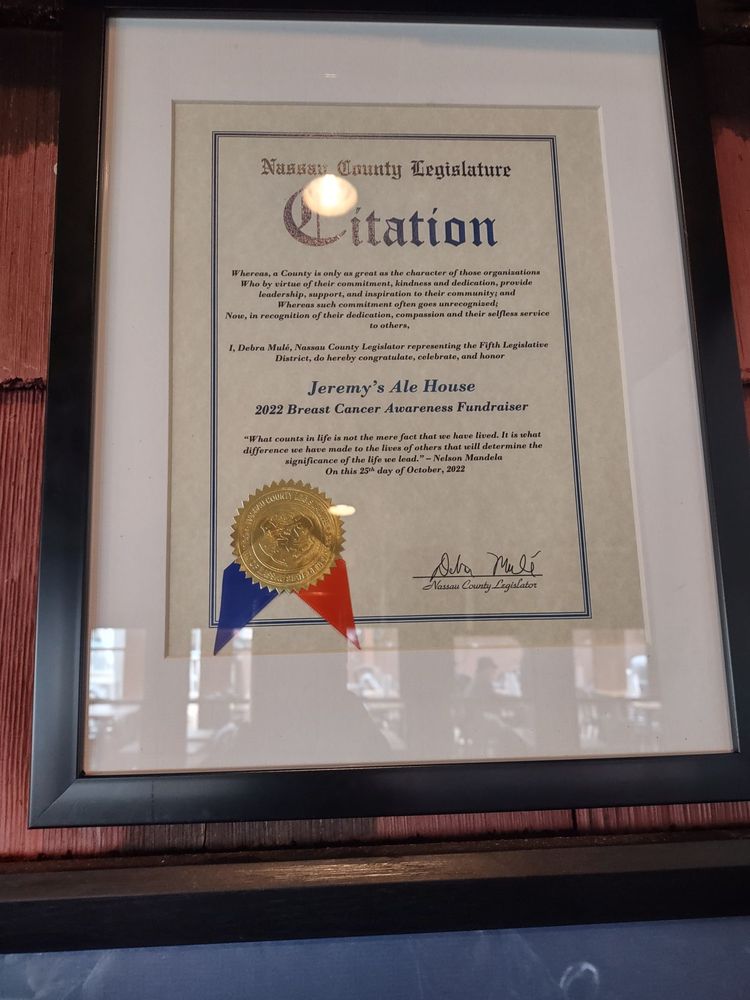 Nassau County Legislature
Citation
Whereas, a County is only as great as the character of those organizations
Who by virtue of their commitment, kindness and dedication, provide
leadership, support, and inspiration to their community; and
Whereas such commitment often goes unrecognized;
Now, in recognition of their dedication, compassion and their selfless service
to others,
I, Debra Mulé, Nassau County Legislator representing the Fifth Legislative
District, do hereby congratulate, celebrate, and honor
Jeremy's Ale House
2022 Breast Cancer Awareness Fundraiser
"What counts in life is not the mere fact that we have lived. It is what
difference we have made to the lives of others that will determine the
significance of the life we lead." – Nelson Mandela
On this 25th day of October, 2022
Debra Mulé
Nassau County Legislator